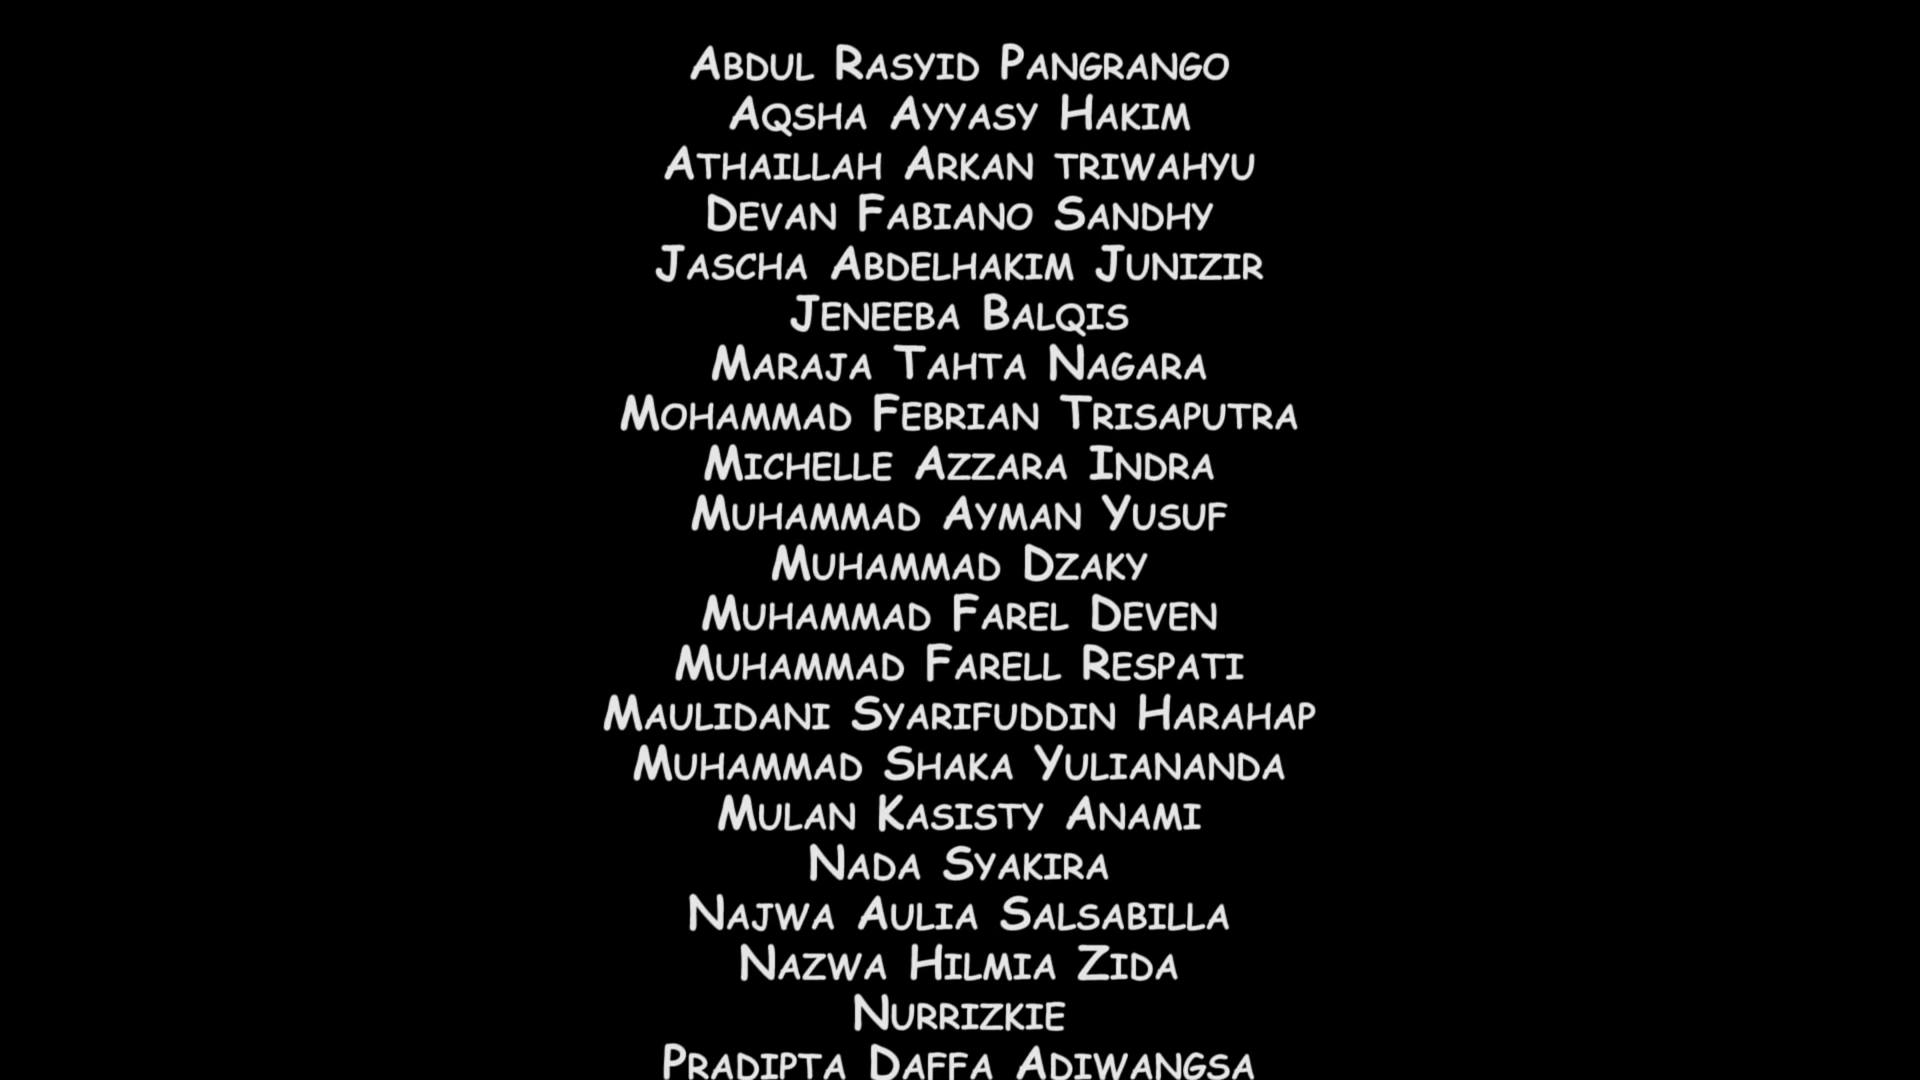 Abdul Rasyid Pangrango
Aqsha Ayyasy Hakim
Athaillah Arkan triwahyu
Devan Fabiano Sandhy
Jascha Abdelhakim Junizir
Jeneeba Balqis
Maraja Tahta Nagara
Mohammad Febrian Trisaputra
Michelle Azzara Indra
Muhammad Ayman Yusuf
Muhammad Dzaky
Muhammad Farel Deven
Muhammad Farell Respati
Maulidani Syarifuddin Harahap
Muhammad Shaka Yuliananda
Mulan Kasisty Anami
Nada Syakira
Najwa Aulia Salsabilla
Nazwa Hilmia Zida
Nurrizkie
Pradipta Daffa Adiwangsa